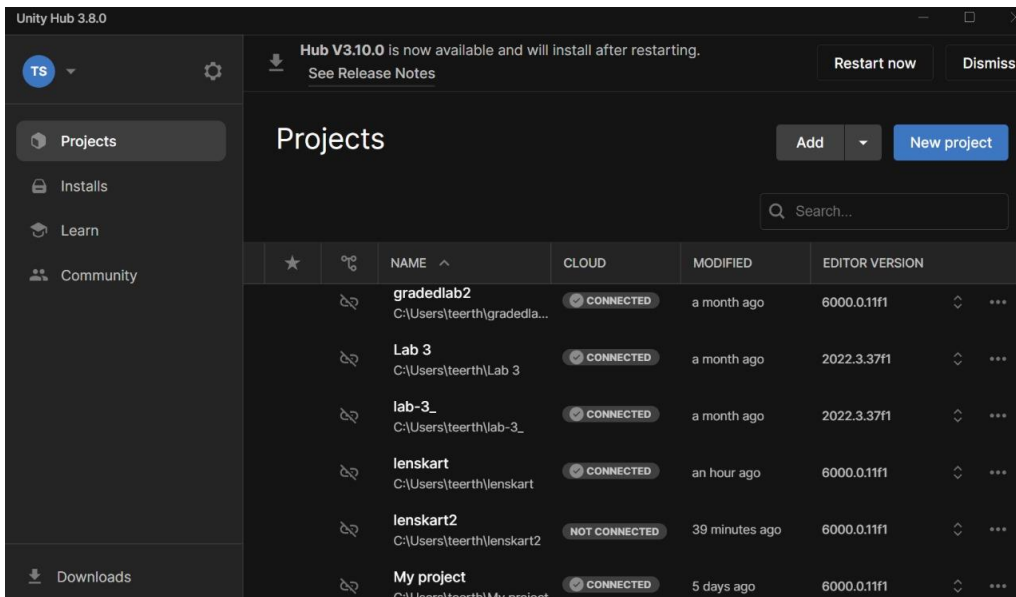 Unity Hub 3.8.0
TS
Hub V3.10.0 is now available and will install after restarting.
See Release Notes
Restart now
Dismiss
Projects
Installs
Learn
Community
Downloads
Projects
Add
New project
Search...
NAME CLOUD MODIFIED EDITOR VERSION
gradedlab2
C:\Users\teerth\gradedla... CONNECTED a month ago 6000.0.11f1
Lab 3
C:\Users\teerth\Lab 3 CONNECTED a month ago 2022.3.37f1
lab-3_
C:\Users\teerth\lab-3_ CONNECTED a month ago 2022.3.37f1
lenskart
C:\Users\teerth\lenskart CONNECTED an hour ago 6000.0.11f1
lenskart2
C:\Users\teerth\lenskart2 NOT CONNECTED 39 minutes ago 6000.0.11f1
My project
C:\Users\teerth\My project CONNECTED 5 days ago 6000.0.11f1